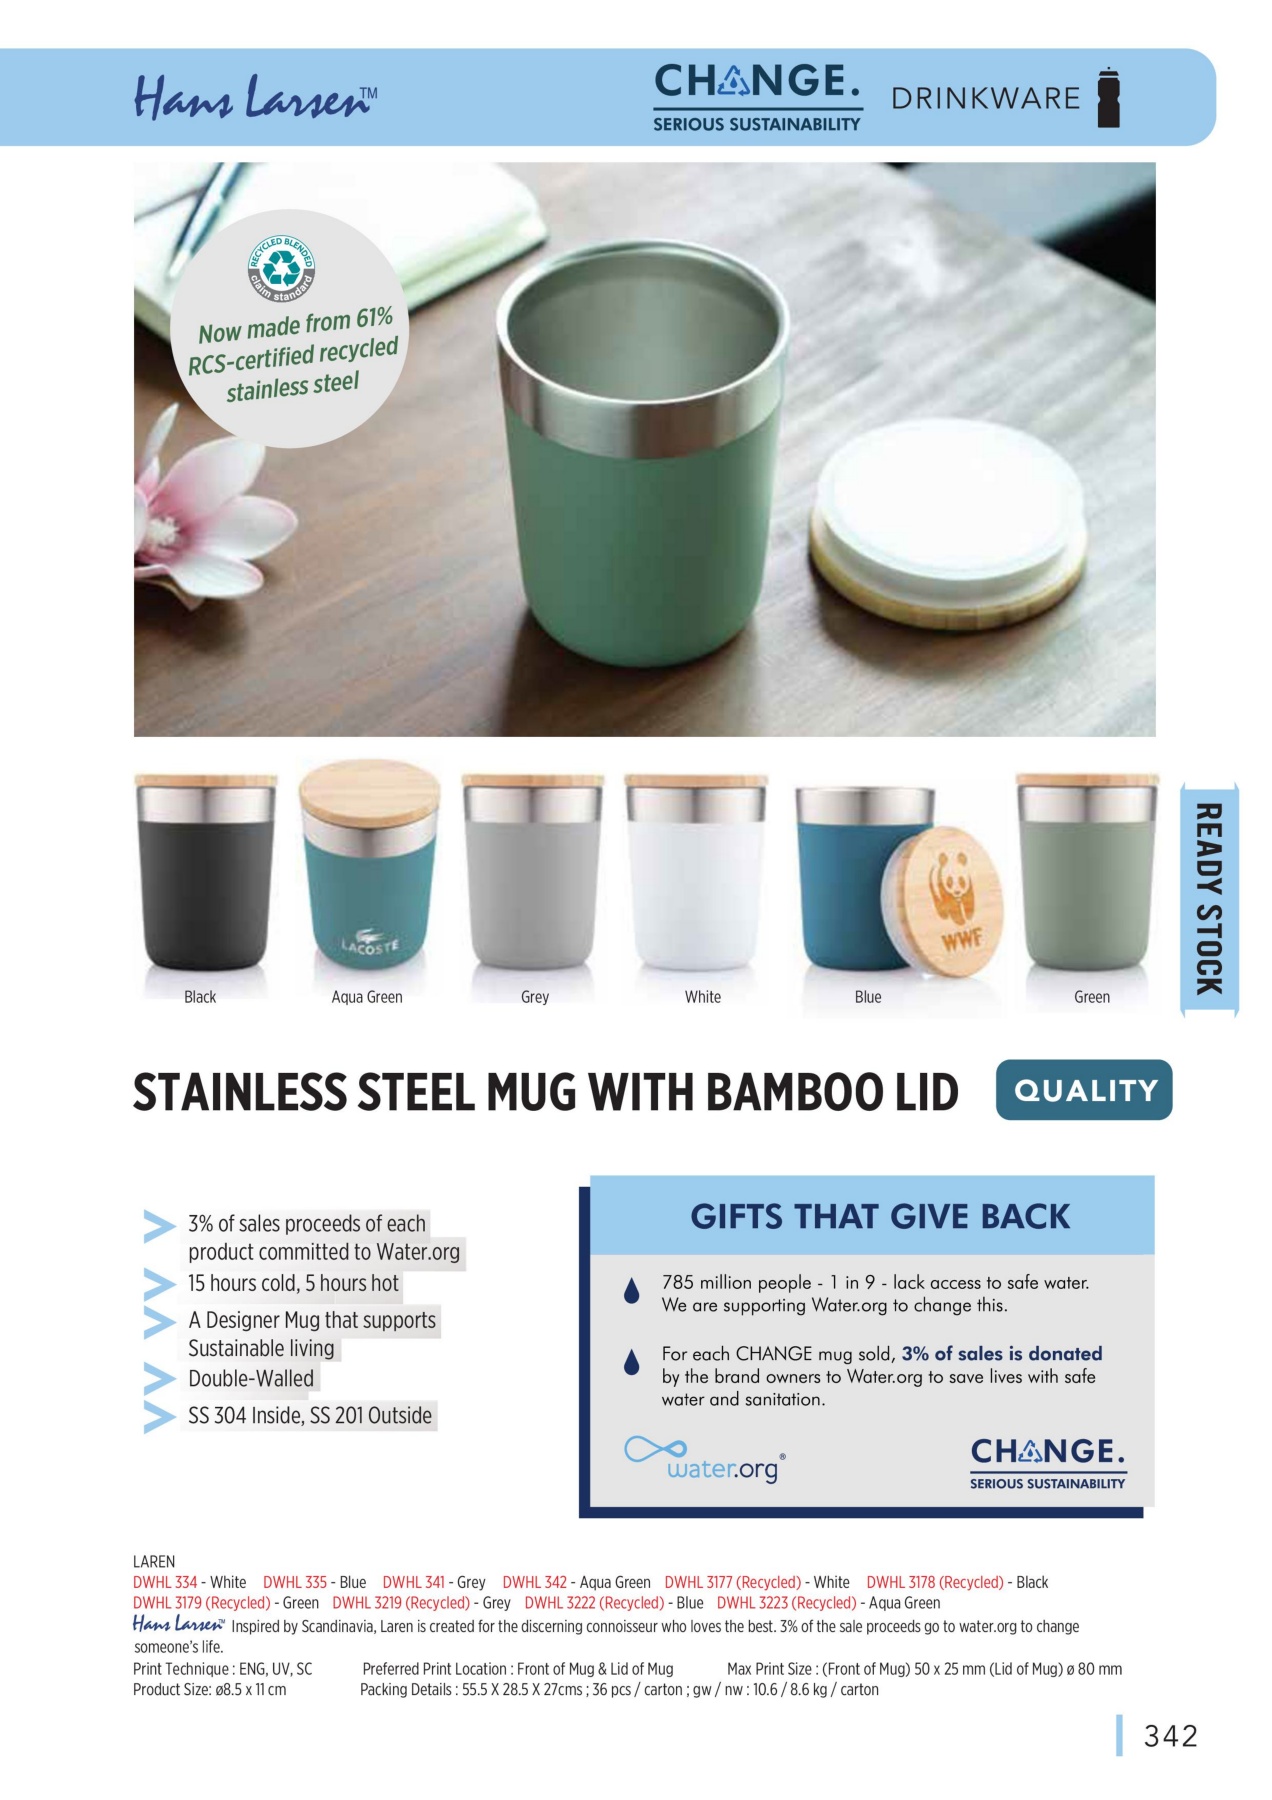 Hans Larsen™
CHANGE.
SERIOUS SUSTAINABILITY
DRINKWARE
RECYCLED BLENDED
claim standard
Now made from 61%
RCS-certified recycled
stainless steel
LACOSTE
WWF
Black
Aqua Green
Grey
White
Blue
Green
READY STOCK
STAINLESS STEEL MUG WITH BAMBOO LID
QUALITY
3% of sales proceeds of each
product committed to Water.org
15 hours cold, 5 hours hot
A Designer Mug that supports
Sustainable living
Double-Walled
SS 304 Inside, SS 201 Outside
GIFTS THAT GIVE BACK
785 million people - 1 in 9 - lack access to safe water.
We are supporting Water.org to change this.
For each CHANGE mug sold, 3% of sales is donated
by the brand owners to Water.org to save lives with safe
water and sanitation.
water.org®
CHANGE.
SERIOUS SUSTAINABILITY
LAREN
DWHL 334 - White DWHL 335 - Blue DWHL 341 - Grey DWHL 342 - Aqua Green DWHL 3177 (Recycled) - White DWHL 3178 (Recycled) - Black
DWHL 3179 (Recycled) - Green DWHL 3219 (Recycled) - Grey DWHL 3222 (Recycled) - Blue DWHL 3223 (Recycled) - Aqua Green
Hans Larsen™ Inspired by Scandinavia, Laren is created for the discerning connoisseur who loves the best. 3% of the sale proceeds go to water.org to change
someone's life.
Print Technique : ENG, UV, SC Preferred Print Location : Front of Mug & Lid of Mug Max Print Size : (Front of Mug) 50 x 25 mm (Lid of Mug) ø 80 mm
Product Size: ø8.5 x 11 cm Packing Details : 55.5 X 28.5 X 27cms ; 36 pcs / carton ; gw / nw : 10.6 / 8.6 kg / carton
342